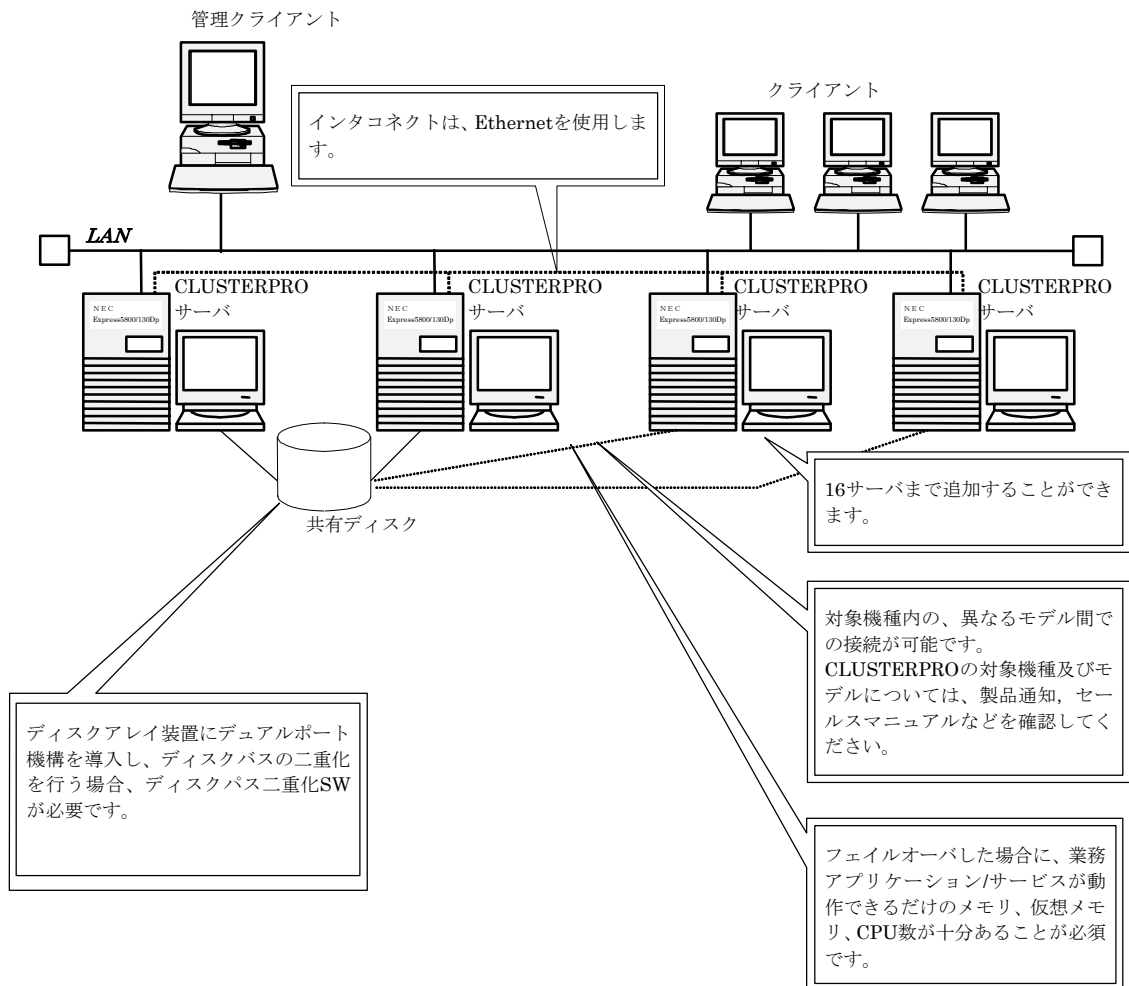 管理クライアント
クライアント
インタコネクトは、Ethernetを使用しま
す。
LAN
CLUSTERPRO
サーバ
CLUSTERPRO
サーバ
CLUSTERPRO
サーバ
CLUSTERPRO
サーバ
NEC
Express5800/130Dp
NEC
Express5800/130Dp
NEC
Express5800/130Dp
NEC
Express5800/130Dp
共有ディスク
16サーバまで追加することができ
ます。
対象機種内の、異なるモデル間で
の接続が可能です。
CLUSTERPROの対象機種及びモ
デルについては、製品通知，セー
ルスマニュアルなどを確認してく
ださい。
ディスクアレイ装置にデュアルポート
機構を導入し、ディスクバスの二重化
を行う場合、ディスクパス二重化SW
が必要です。
フェイルオーバした場合に、業務
アプリケーション/サービスが動
作できるだけのメモリ、仮想メモ
リ、CPU数が十分あることが必須
です。